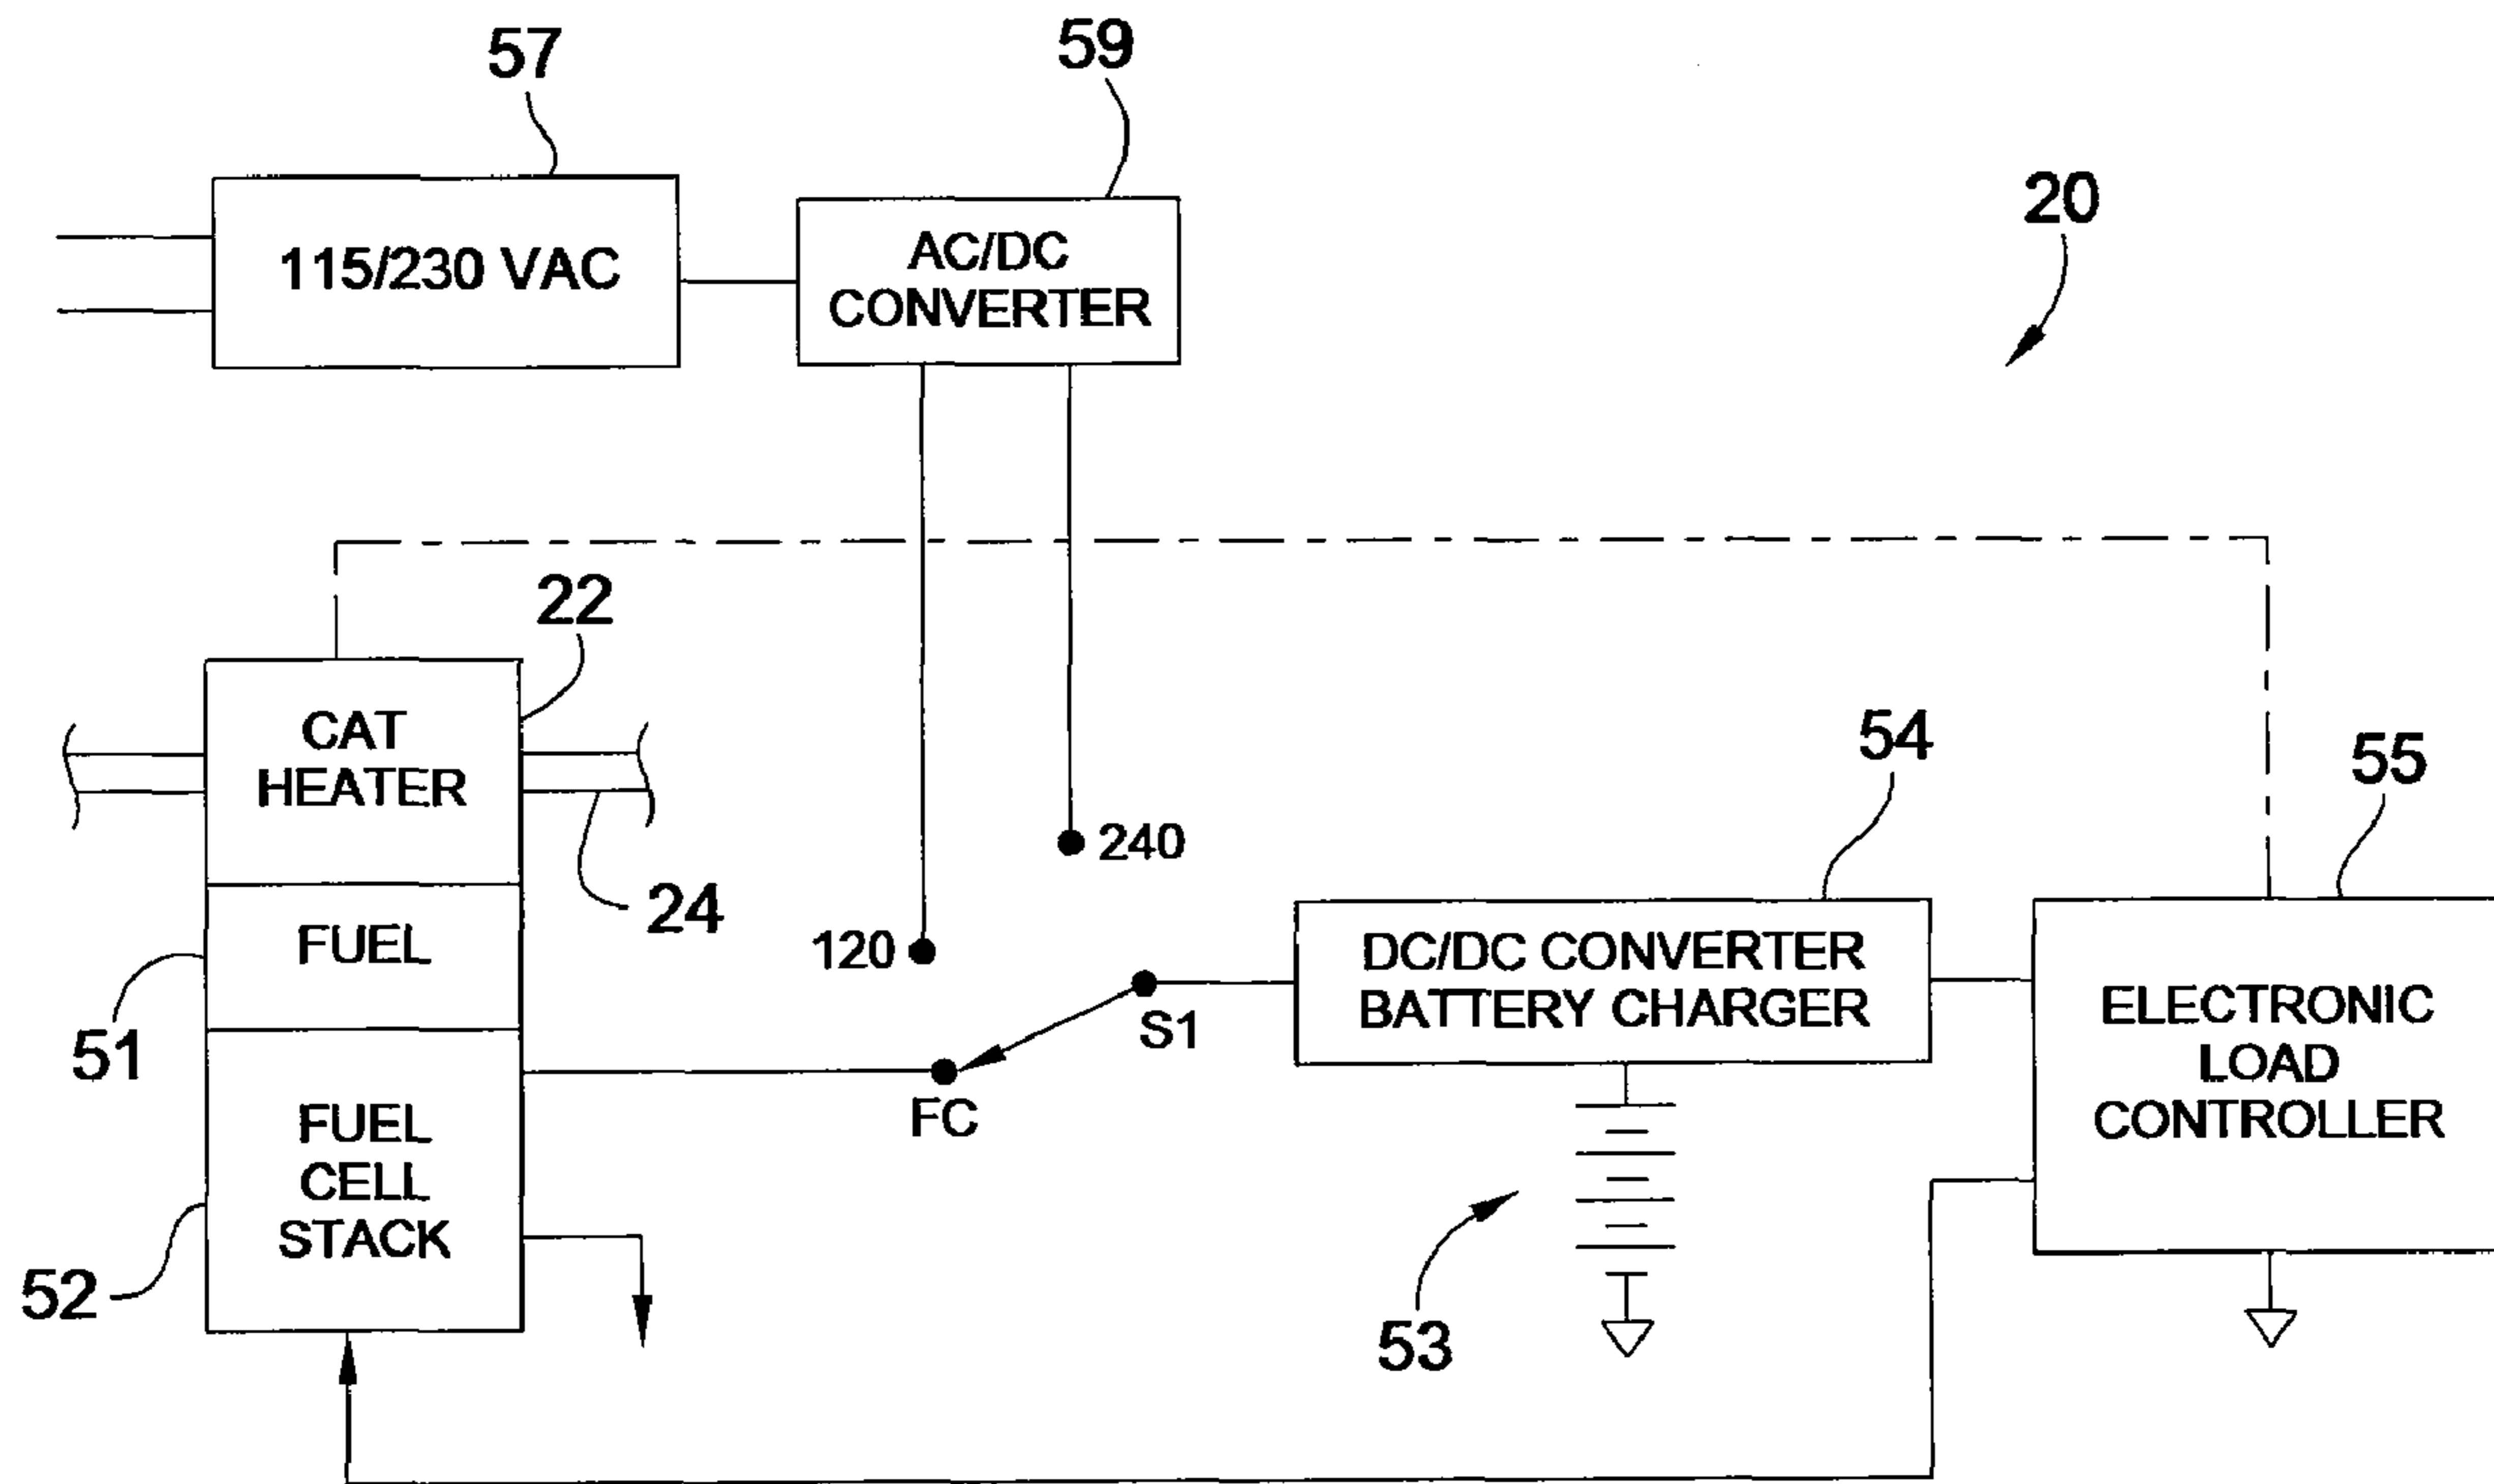 57
59
115/230 VAC
AC/DC
CONVERTER
20
22
CAT
HEATER
24
240
54
55
FUEL
51
120
S1
FC
DC/DC CONVERTER
BATTERY CHARGER
ELECTRONIC
LOAD
CONTROLLER
FUEL
CELL
STACK
52
53